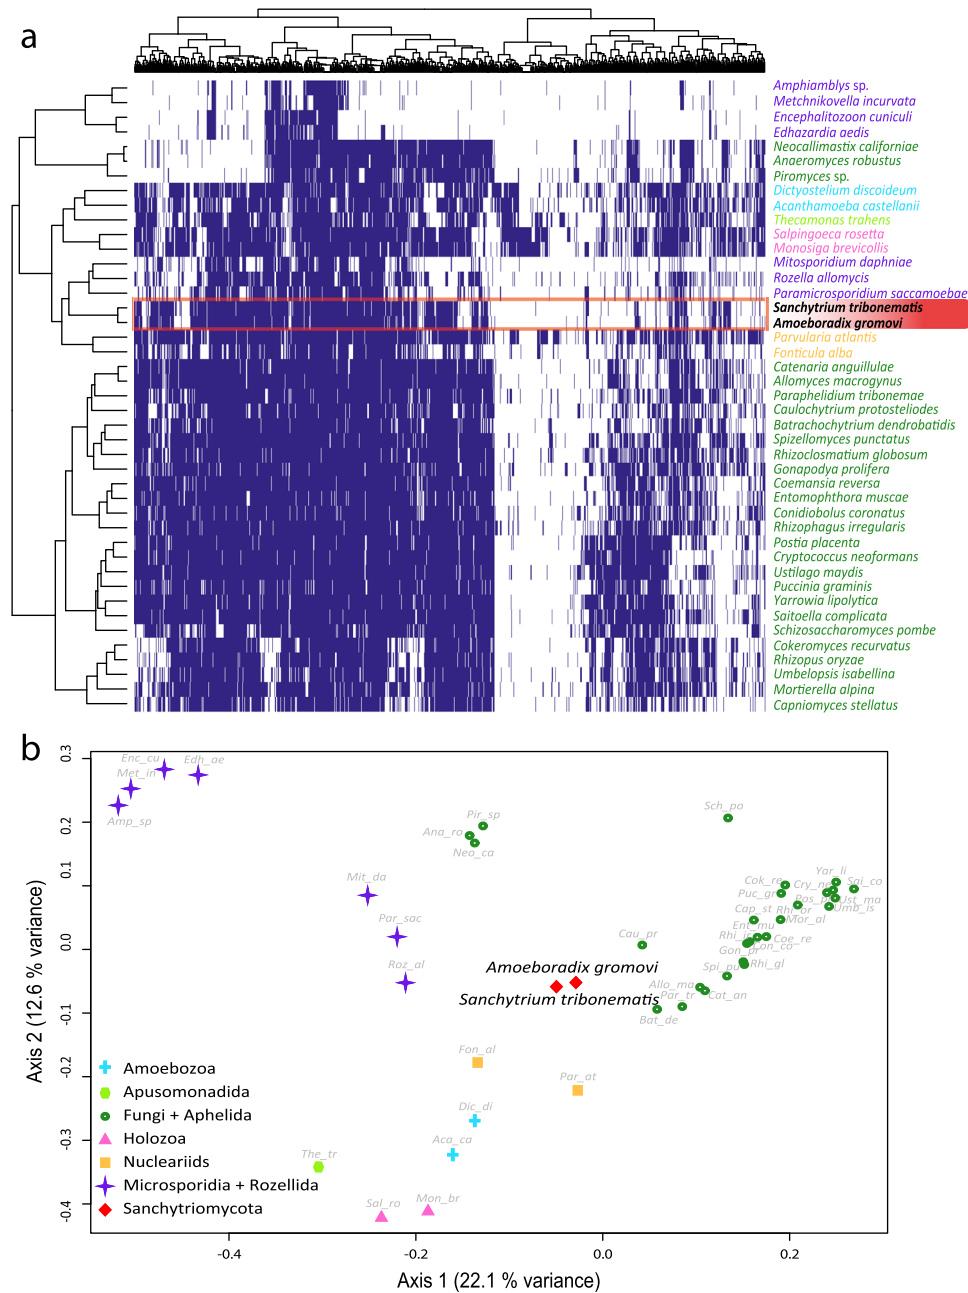 a
Amphiamblys sp.
Metchnikovella incurvata
Encephalitozoon cuniculi
Edhazardia aedis
Neocallimastix californiae
Anaeromyces robustus
Piromyces sp.
Dictyostelium discoideum
Acanthamoeba castellanii
Thecamonas trahens
Salpingoeca rosetta
Monosiga brevicollis
Mitosporidium daphniae
Rozella allomycis
Paramicrosporidium saccamoebae
Sanchytrium tribonematis
Amoeboradix gromovi
Parvularia atlantis
Fonticula alba
Catenaria anguillulae
Allomyces macrogynus
Paraphelidium tribonemae
Caulochytrium protosteliodes
Batrachochytrium dendrobatidis
Spizellomyces punctatus
Rhizoclosmatium globosum
Gonapodya prolifera
Coemansia reversa
Entomophthora muscae
Conidiobolus coronatus
Rhizophagus irregularis
Postia placenta
Cryptococcus neoformans
Ustilago maydis
Puccinia graminis
Yarrowia lipolytica
Saitoella complicata
Schizosaccharomyces pombe
Cokeromyces recurvatus
Rhizopus oryzae
Umbelopsis isabellina
Mortierella alpina
Capniomyces stellatus
b
Axis 2 (12.6 % variance)
0.3
0.2
0.1
0.0
-0.1
-0.2
-0.3
-0.4
Enc_cu
Edh_ae
Met_in
Amp_sp
Pir_sp
Ana_ro
Neo_ca
Sch_po
Mit_da
Par_sac
Roz_al
Cau_pr
Yar_li
Cok_re
Cry_ne
Sai_co
Puc_gr
Pos_pl
Ust_ma
Umb_is
Cap_st
Rhi_or
Mor_al
Ent_mu
Rhi_ir
Con_co
Coe_re
Gon_pr
Spi_pu
Rhi_gl
Amoeboradix gromovi
Sanchytrium tribonematis
Allo_ma
Par_tr
Cat_an
Bat_de
Fon_al
Par_at
Dic_di
Aca_ca
The_tr
Sal_ro
Mon_br
Amoebozoa
Apusomonadida
Fungi + Aphelida
Holozoa
Nucleariids
Microsporidia + Rozellida
Sanchytriomycota
-0.4
-0.2
0.0
0.2
Axis 1 (22.1 % variance)